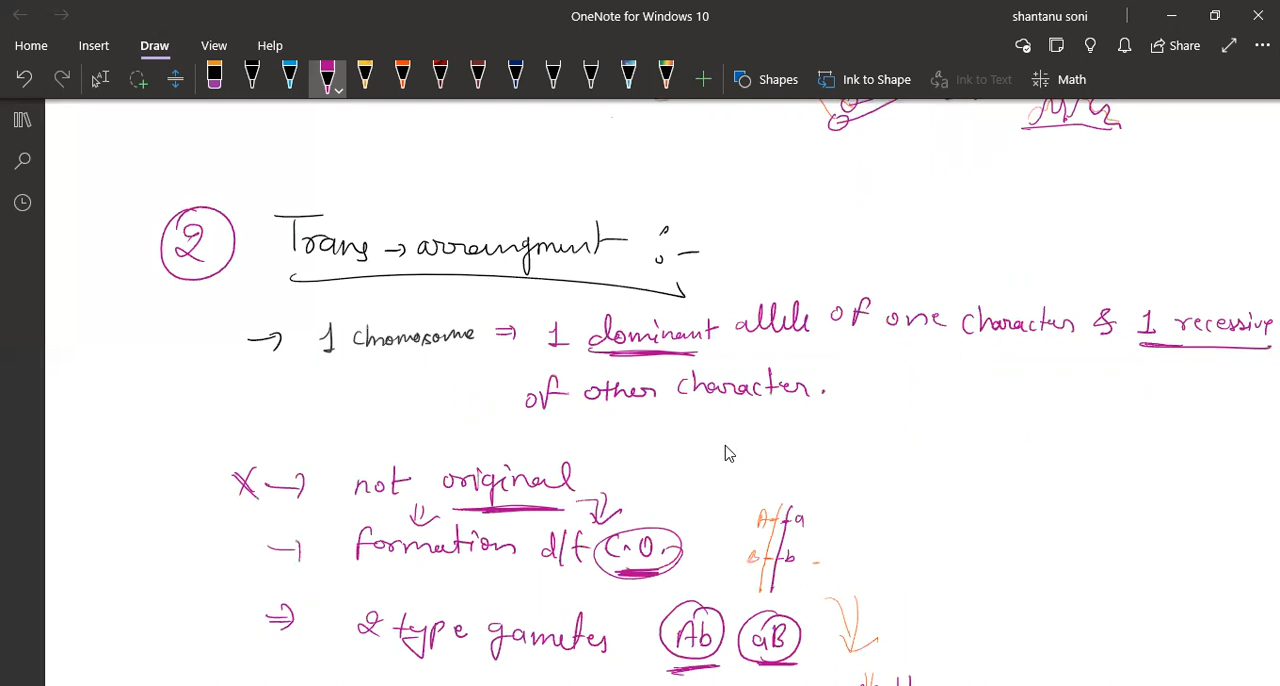 OneNote for Windows 10
shantanu soni
Home Insert Draw View Help
Share
Shapes Ink to Shape Ink to Text Math
2 Trans → arrangment :-
→ 1 chromosome ⇒ 1 dominant allele of one character & 1 recessive
of other character.
X → not original
→ formation d/t C.O.
A a
b
⇒ 2 type gametes Ab aB